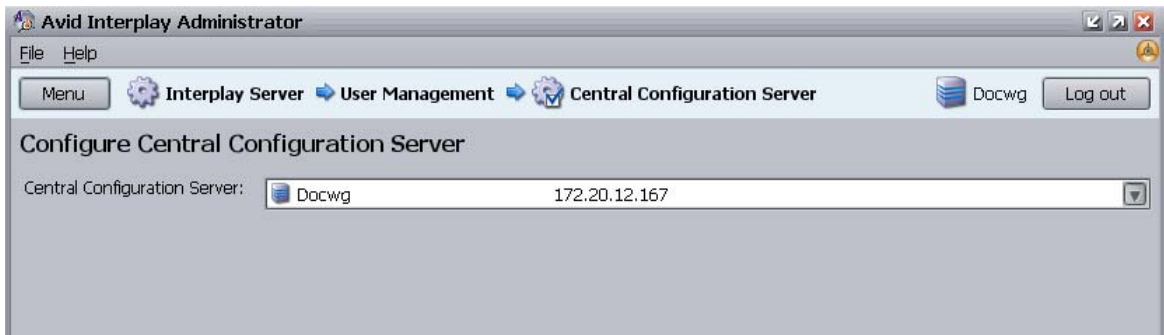 Avid Interplay Administrator
File Help
Menu Interplay Server User Management Central Configuration Server Docwg Log out
Configure Central Configuration Server
Central Configuration Server: Docwg 172.20.12.167